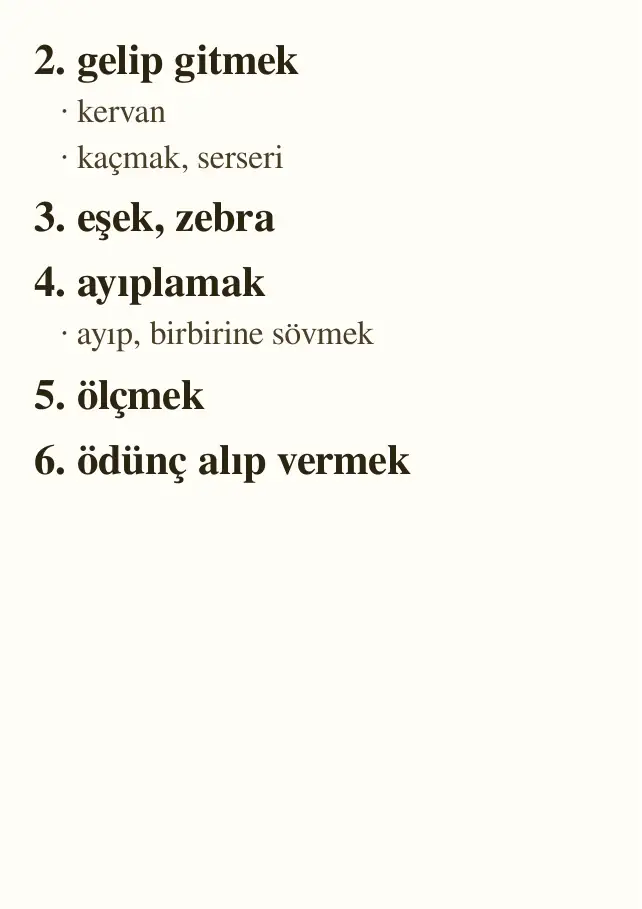 2. gelip gitmek
· kervan
· kaçmak, serseri
3. eşek, zebra
4. ayıplamak
· ayıp, birbirine sövmek
5. ölçmek
6. ödünç alıp vermek